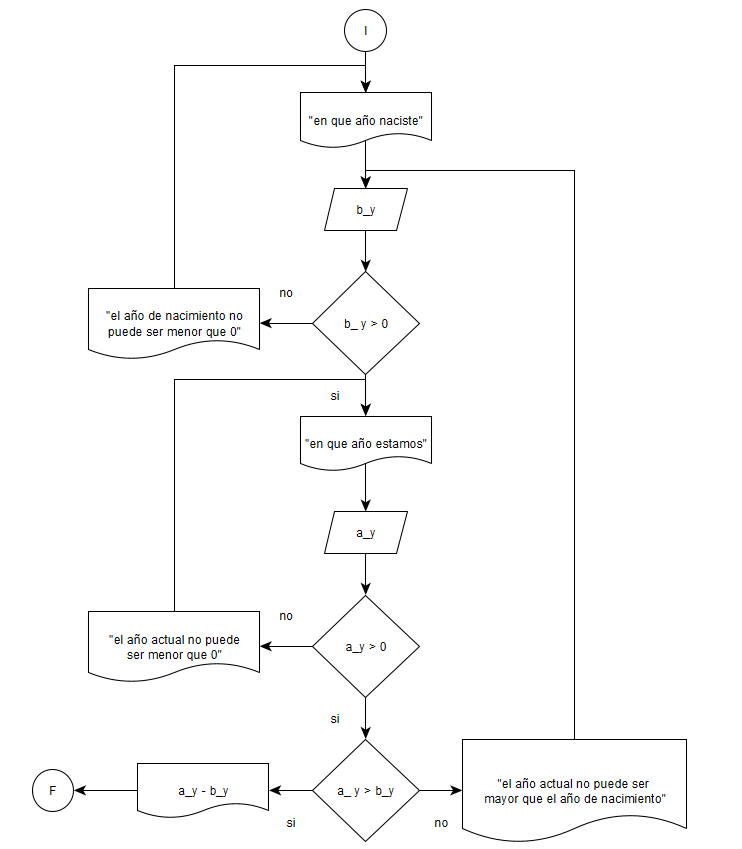 I
"en que año naciste"
b_y
no
"el año de nacimiento no
puede ser menor que 0"
b_ y > 0
si
"en que año estamos"
a_y
no
"el año actual no puede
ser menor que 0"
a_y > 0
si
F
a_y - b_y
a_ y > b_y
"el año actual no puede ser
mayor que el año de nacimiento"
si
no